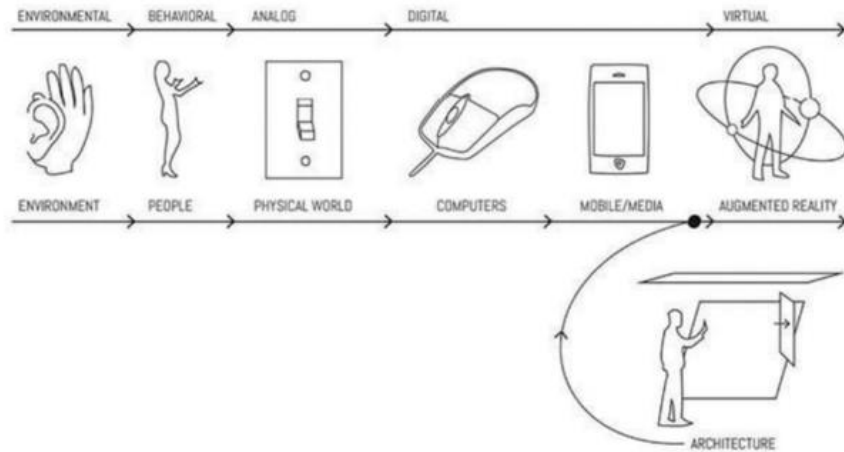 ENVIRONMENTAL BEHAVIORAL ANALOG DIGITAL VIRTUAL
ENVIRONMENT PEOPLE PHYSICAL WORLD COMPUTERS MOBILE/MEDIA AUGMENTED REALITY
ARCHITECTURE